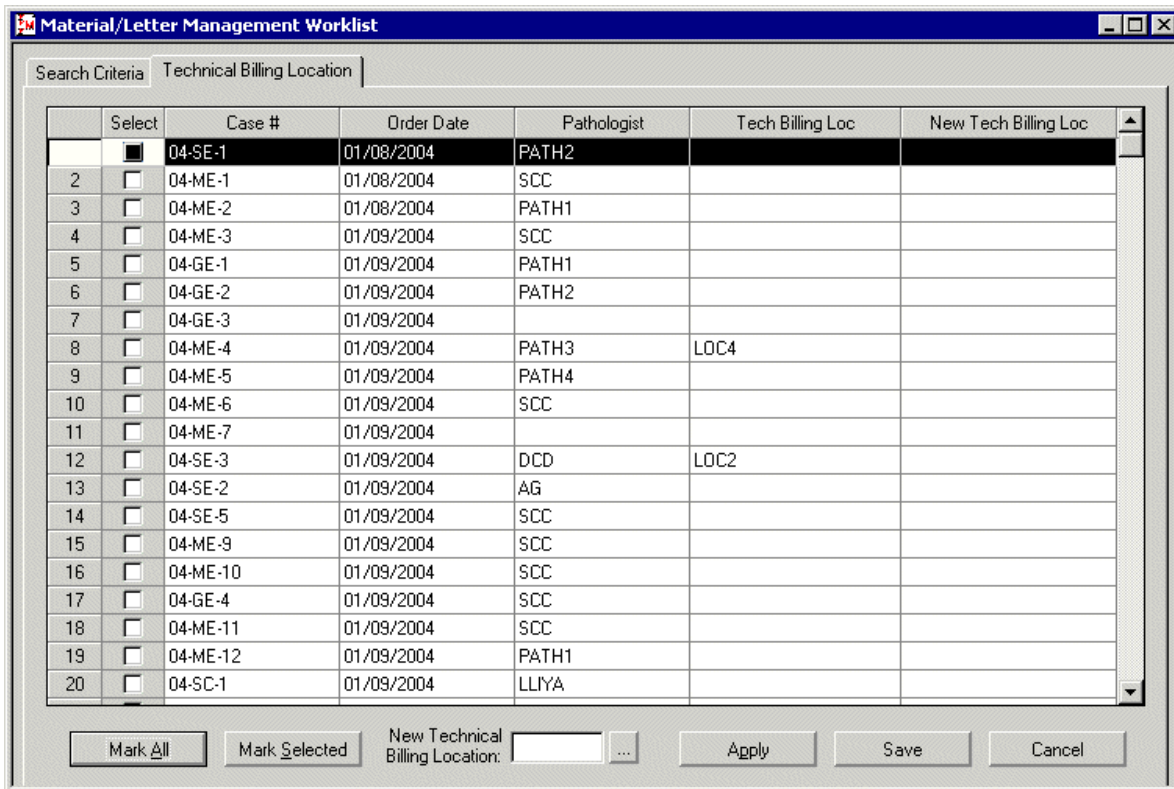 Material/Letter Management Worklist
Search Criteria Technical Billing Location
Select Case # Order Date Pathologist Tech Billing Loc New Tech Billing Loc
04-SE-1 01/08/2004 PATH2
2 04-ME-1 01/08/2004 SCC
3 04-ME-2 01/08/2004 PATH1
4 04-ME-3 01/09/2004 SCC
5 04-GE-1 01/09/2004 PATH1
6 04-GE-2 01/09/2004 PATH2
7 04-GE-3 01/09/2004
8 04-ME-4 01/09/2004 PATH3 LOC4
9 04-ME-5 01/09/2004 PATH4
10 04-ME-6 01/09/2004 SCC
11 04-ME-7 01/09/2004
12 04-SE-3 01/09/2004 DCD LOC2
13 04-SE-2 01/09/2004 AG
14 04-SE-5 01/09/2004 SCC
15 04-ME-9 01/09/2004 SCC
16 04-ME-10 01/09/2004 SCC
17 04-GE-4 01/09/2004 SCC
18 04-ME-11 01/09/2004 SCC
19 04-ME-12 01/09/2004 PATH1
20 04-SC-1 01/09/2004 LLIYA
Mark All Mark Selected New Technical Billing Location: ... Apply Save Cancel